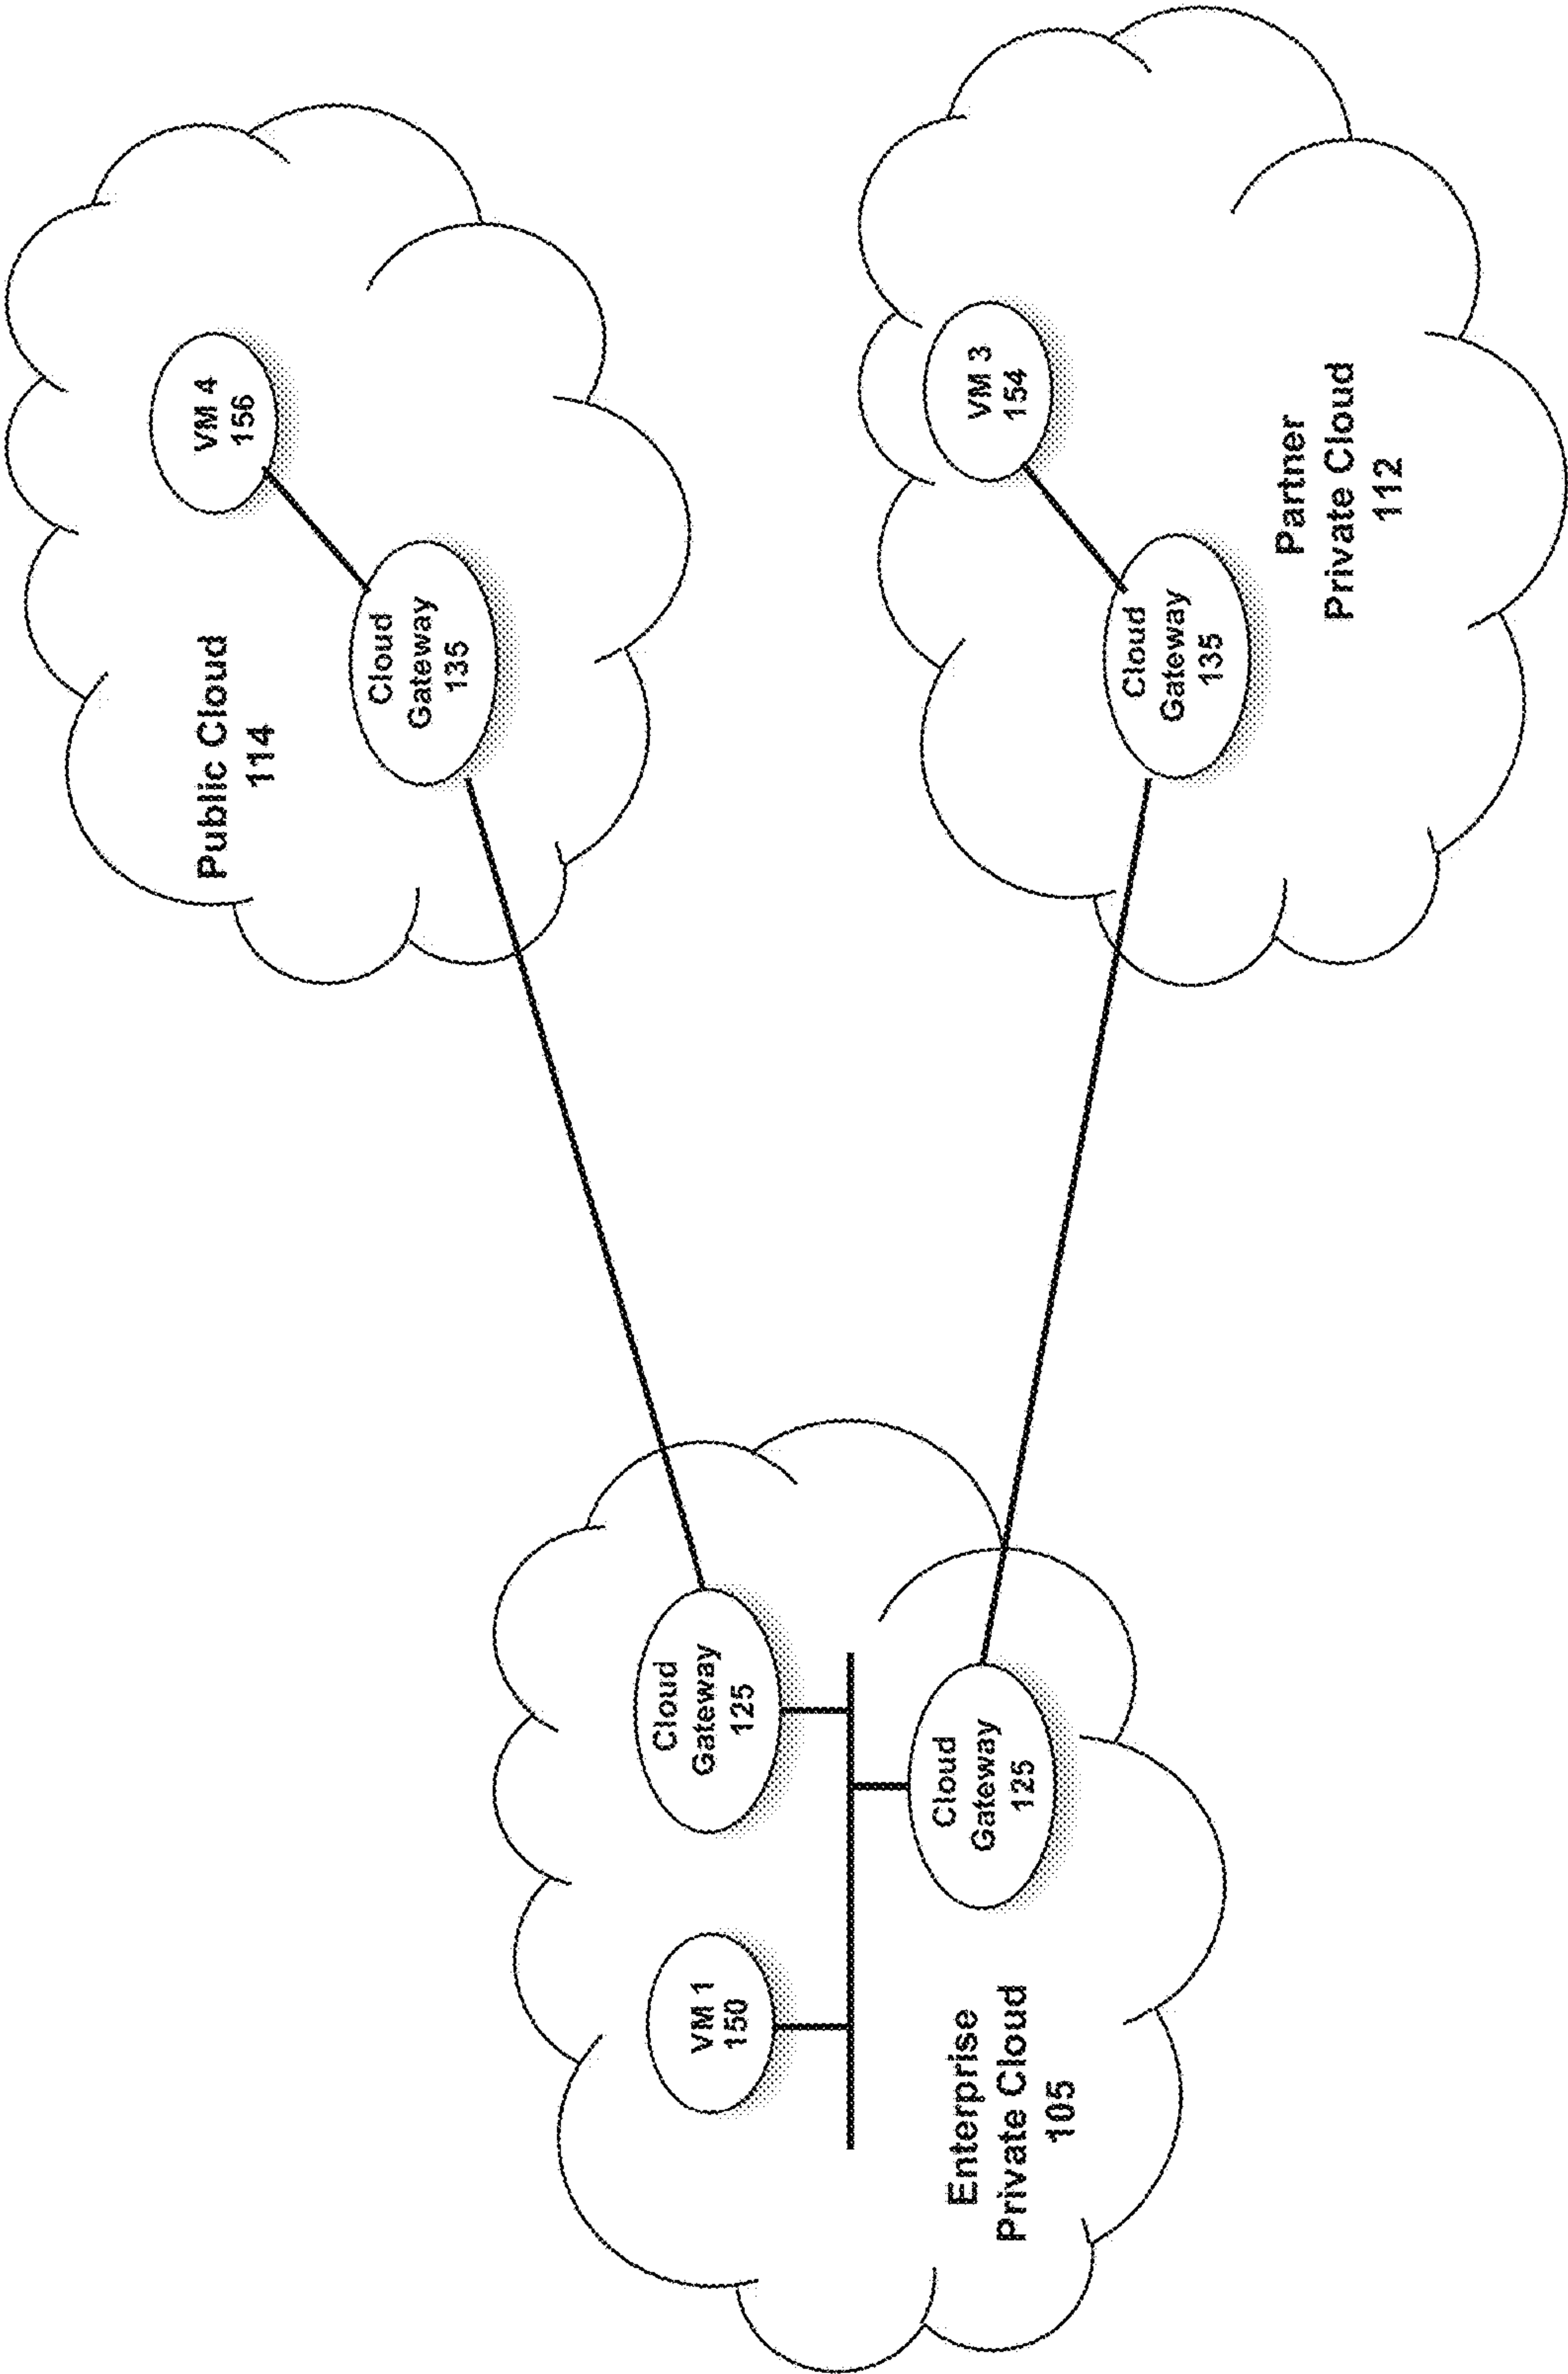 Public Cloud
114
VM 4
156
Cloud
Gateway
135
VM 3
154
Cloud
Gateway
135
Partner
Private Cloud
112
Cloud
Gateway
125
VM 1
150
Cloud
Gateway
125
Enterprise
Private Cloud
105